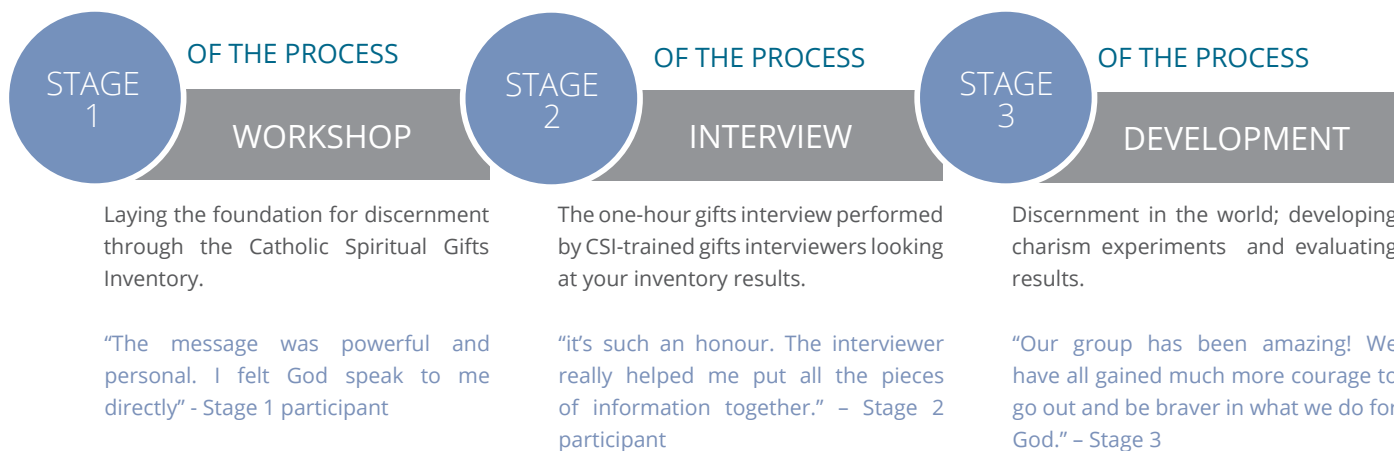 STAGE
1
OF THE PROCESS
WORKSHOP
Laying the foundation for discernment
through the Catholic Spiritual Gifts
Inventory.
“The message was powerful and
personal. I felt God speak to me
directly” - Stage 1 participant
STAGE
2
OF THE PROCESS
INTERVIEW
The one-hour gifts interview performed
by CSI-trained gifts interviewers looking
at your inventory results.
“it’s such an honour. The interviewer
really helped me put all the pieces
of information together.” – Stage 2
participant
STAGE
3
OF THE PROCESS
DEVELOPMENT
Discernment in the world; developing
charism experiments and evaluating
results.
“Our group has been amazing! We
have all gained much more courage to
go out and be braver in what we do for
God.” – Stage 3